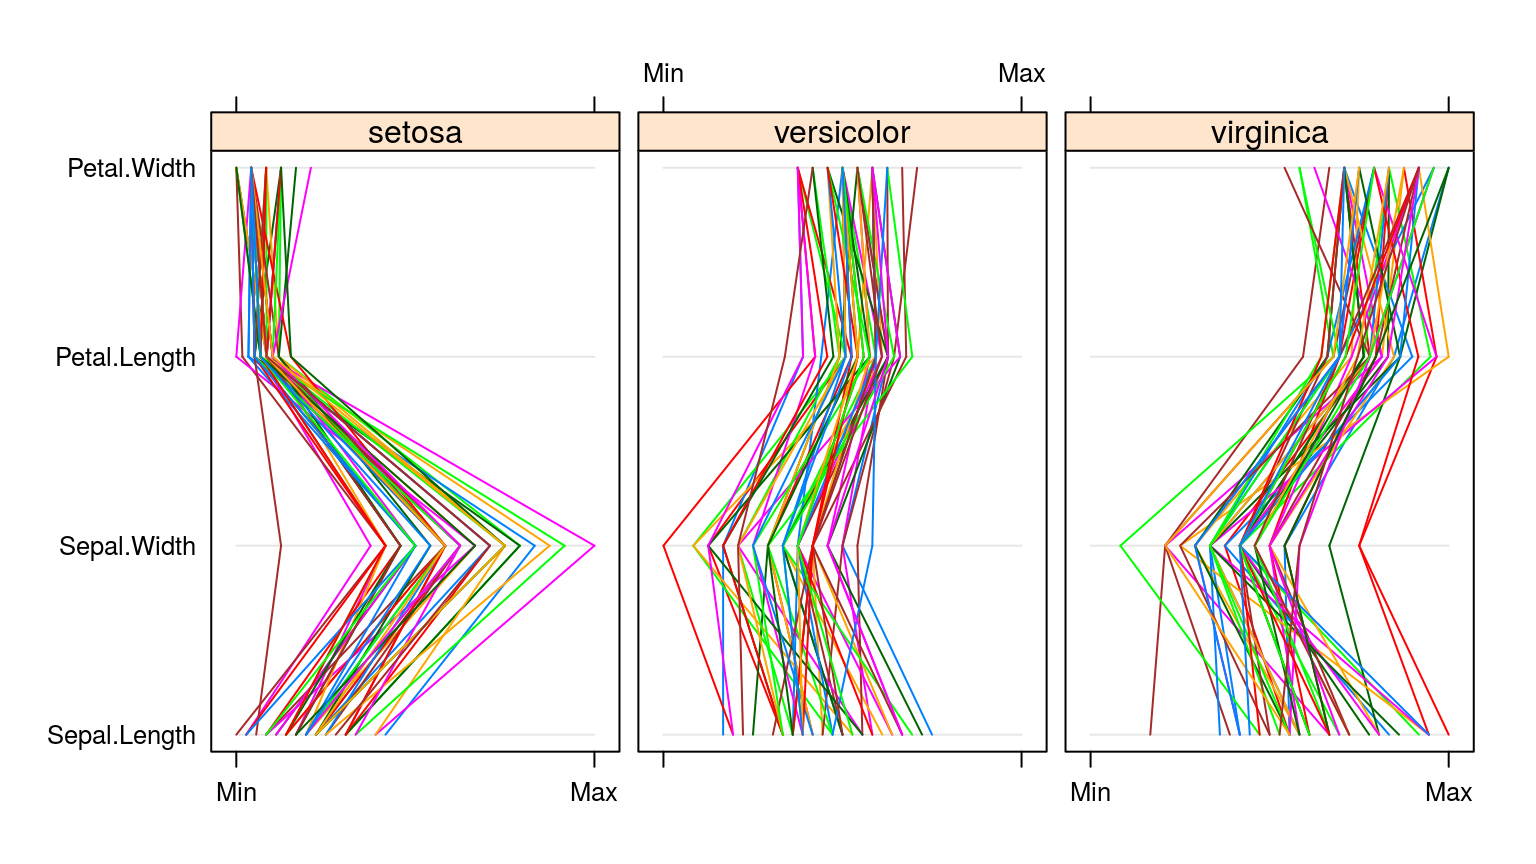 Min Max
setosa versicolor virginica
Petal.Width
Petal.Length
Sepal.Width
Sepal.Length
Min Max Min Max